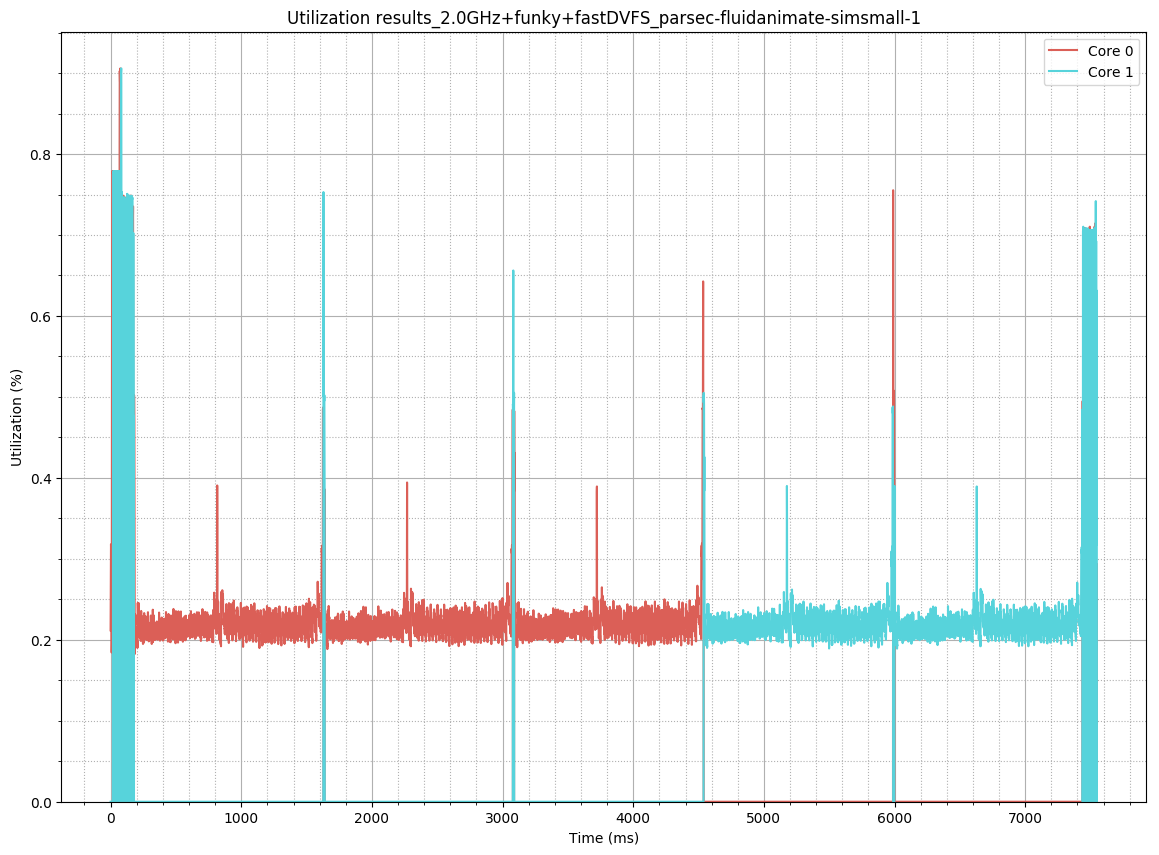 Utilization results_2.0GHz+funky+fastDVFS_parsec-fluidanimate-simsmall-1
Core 0
Core 1
Utilization (%)
0.8
0.6
0.4
0.2
0.0
0 1000 2000 3000 4000 5000 6000 7000
Time (ms)